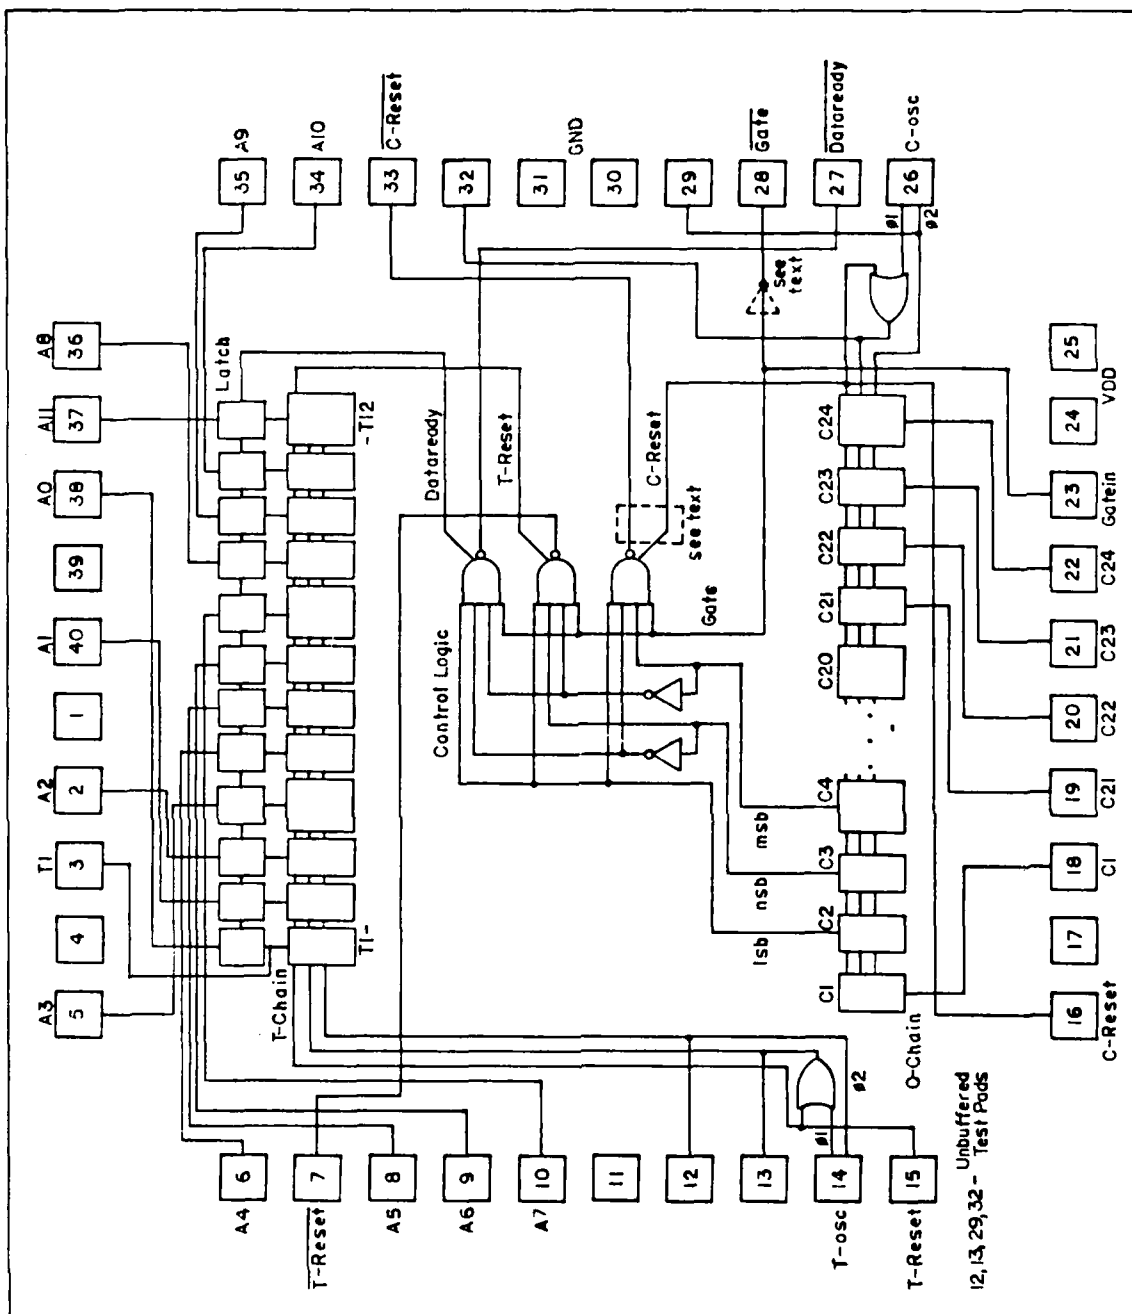 A3
T1
A2
A1
A0
A11
A8
5
4
3
2
1
40
39
38
37
36
A4
6
35
A9
Latch
T-Reset
7
34
A10
T-Chain
T1-
-T12
A5
8
33
C-Reset
A6
9
32
Control Logic
Dataready
A7
10
31
T-Reset
GND
11
30
C-Reset
see text
12
29
Gate
13
28
Gate
see
text
lsb
nsb
msb
T-osc
14
ø1
ø2
27
Dataready
C1
C2
C3
C4
C20
C21
C22
C23
C24
T-Reset
15
ø1
ø2
26
C-osc
O-Chain
12,13,29,32- Unbuffered
Test Pads
16
17
18
19
20
21
22
23
24
25
C-Reset
C1
C21
C22
C23
C24
Gatein
VDD